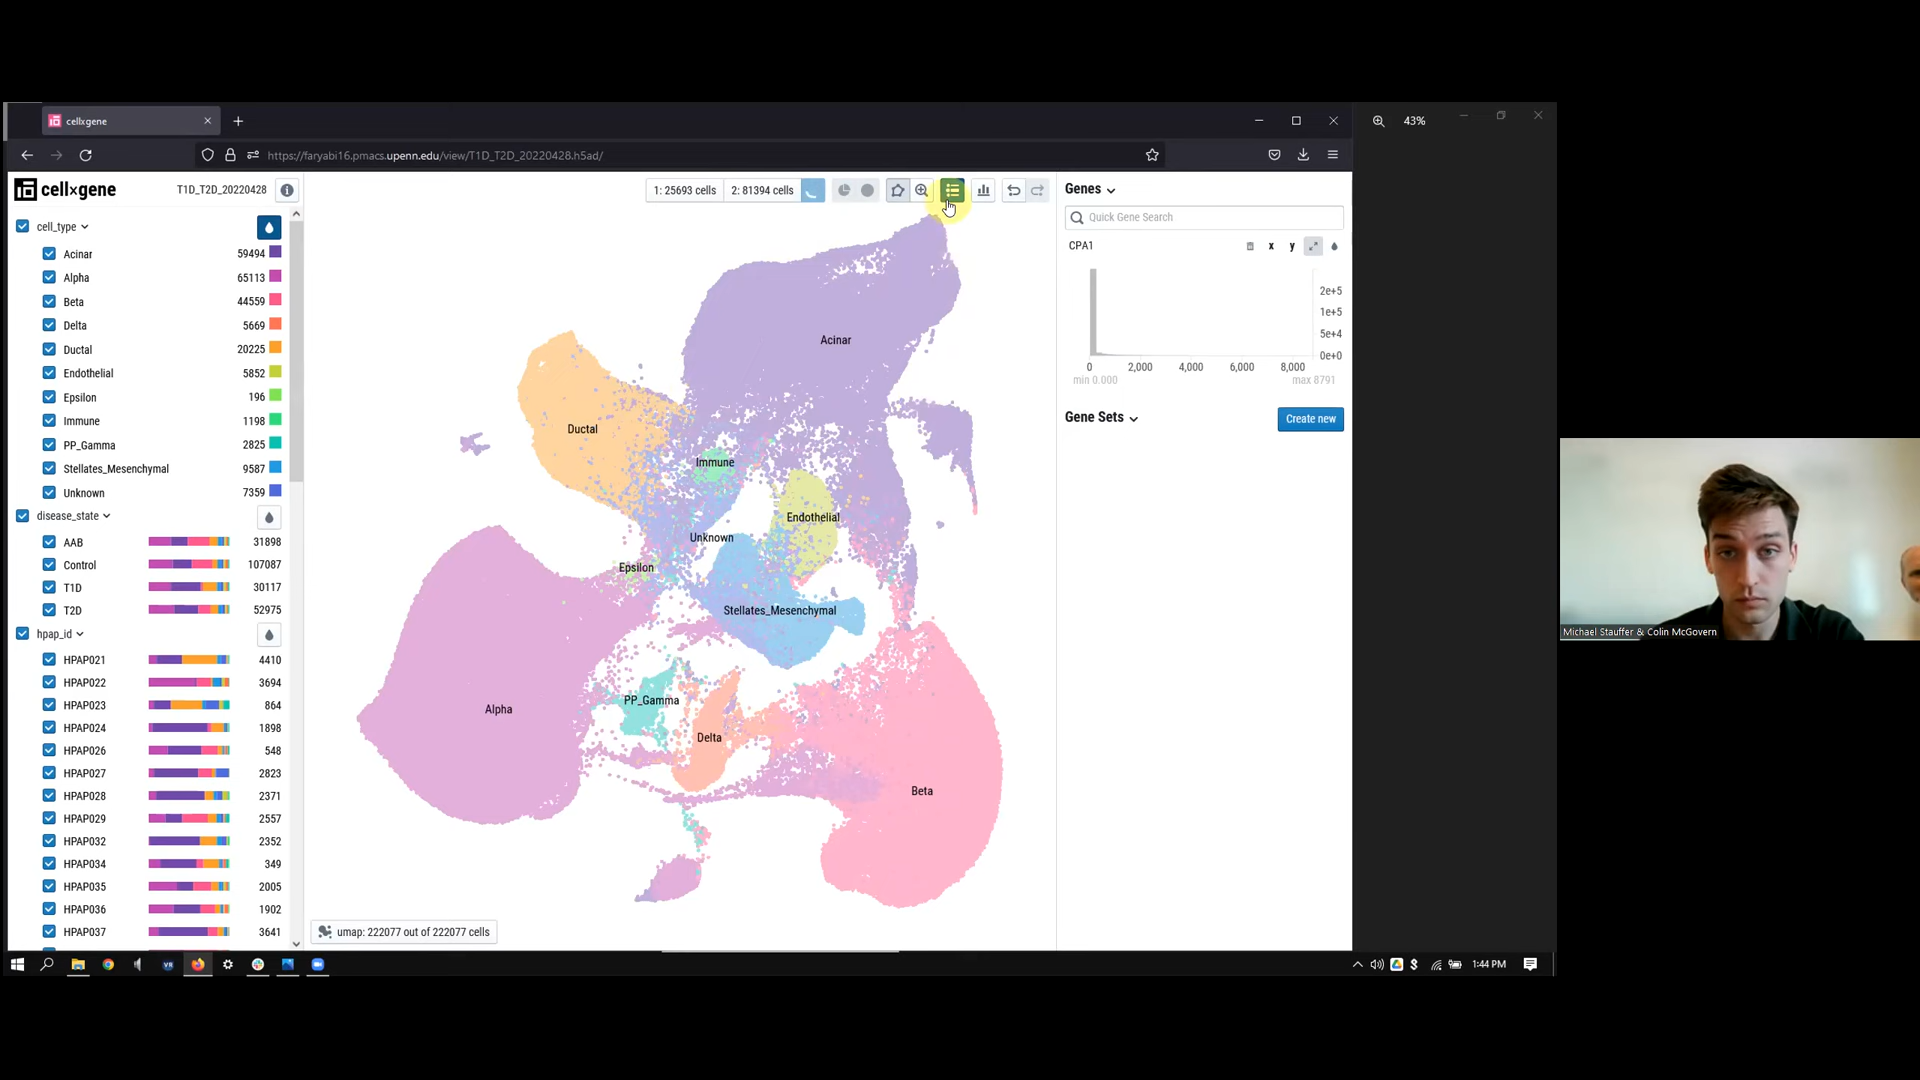 cellxgene
43%
https://faryabi16.pmacs.upenn.edu/view/T1D_T2D_20220428.h5ad/
cellxgene
T1D_T2D_20220428
1: 25693 cells
2: 81394 cells
Genes
Quick Gene Search
CPA1
x
y
2e+5
1e+5
5e+4
0e+0
0
2,000
4,000
6,000
8,000
min 0.000
max 8791
Gene Sets
Create new
cell_type
Acinar 59494
Alpha 65113
Beta 44559
Delta 5669
Ductal 20225
Endothelial 5852
Epsilon 196
Immune 1198
PP_Gamma 2825
Stellates_Mesenchymal 9587
Unknown 7359
disease_state
AAB 31898
Control 107087
T1D 30117
T2D 52975
hpap_id
HPAP021 4410
HPAP022 3694
HPAP023 864
HPAP024 1898
HPAP026 548
HPAP027 2823
HPAP028 2371
HPAP029 2557
HPAP032 2352
HPAP034 349
HPAP035 2005
HPAP036 1902
HPAP037 3641
Acinar
Ductal
Immune
Endothelial
Unknown
Epsilon
Stellates_Mesenchymal
PP_Gamma
Alpha
Delta
Beta
umap: 222077 out of 222077 cells
Michael Stauffer & Colin McGovern
VR
1:44 PM